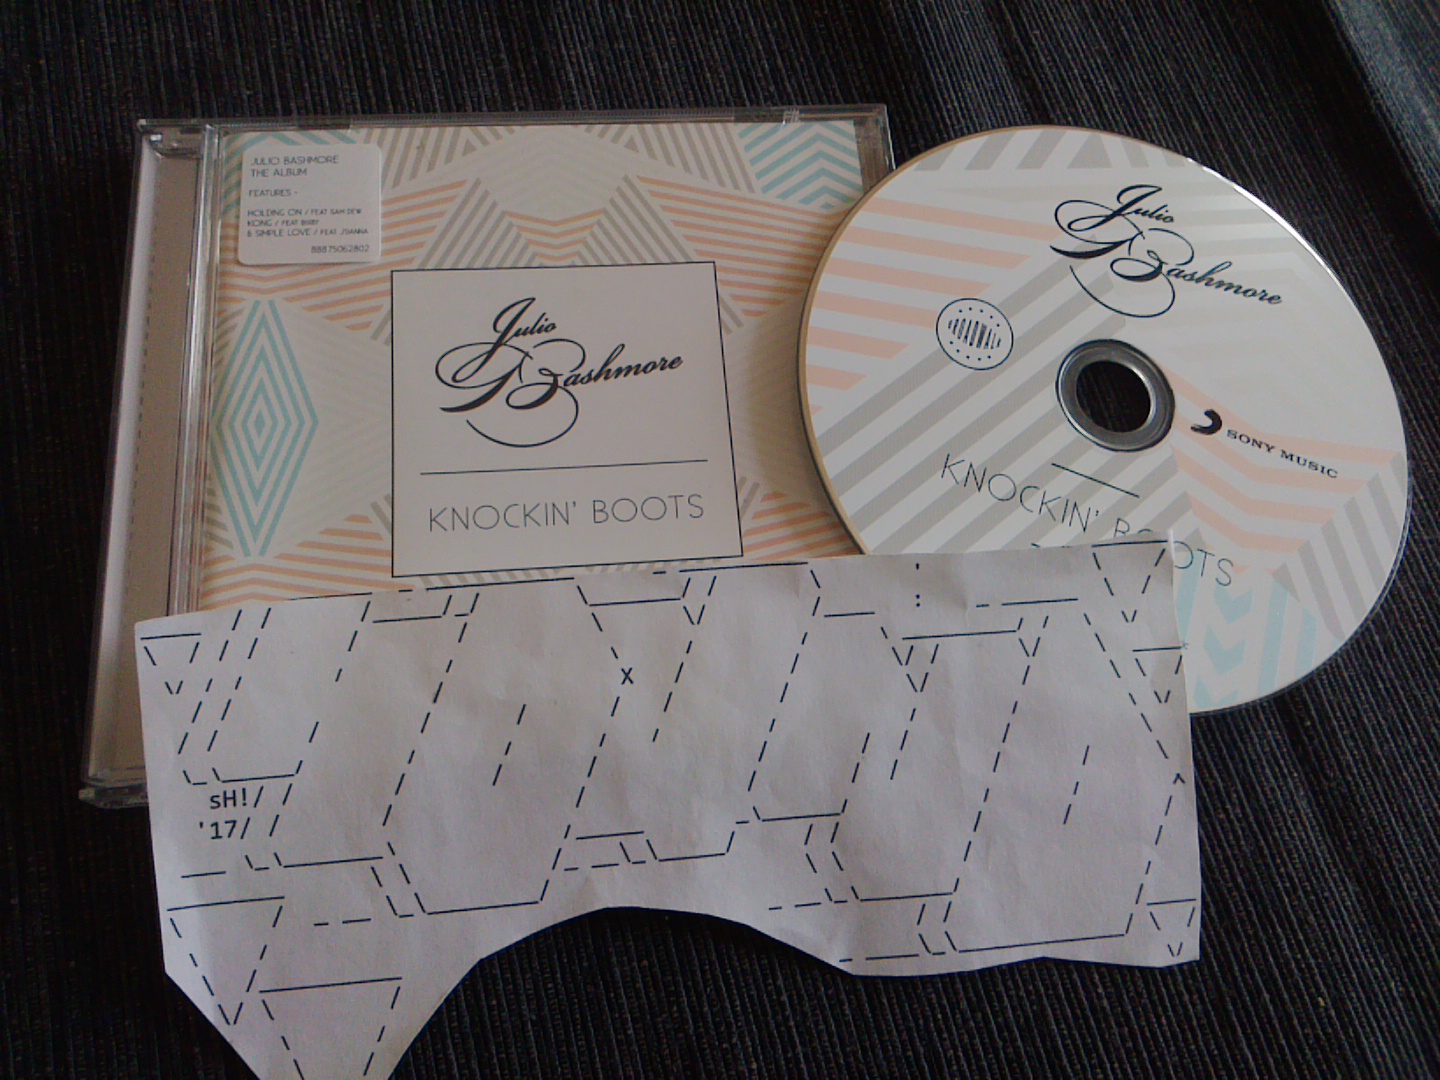 JULIO BASHMORE
THE ALBUM
FEATURES -
HOLDING ON / FEAT SAM DEW
KONG / FEAT BIXBY
& SIMPLE LOVE / FEAT J'DANNA
88875062802
Julio
Bashmore
KNOCKIN' BOOTS
Julio
Bashmore
BROADWALK
SONY MUSIC
KNOCKIN' BOOTS
sH!/
'17/